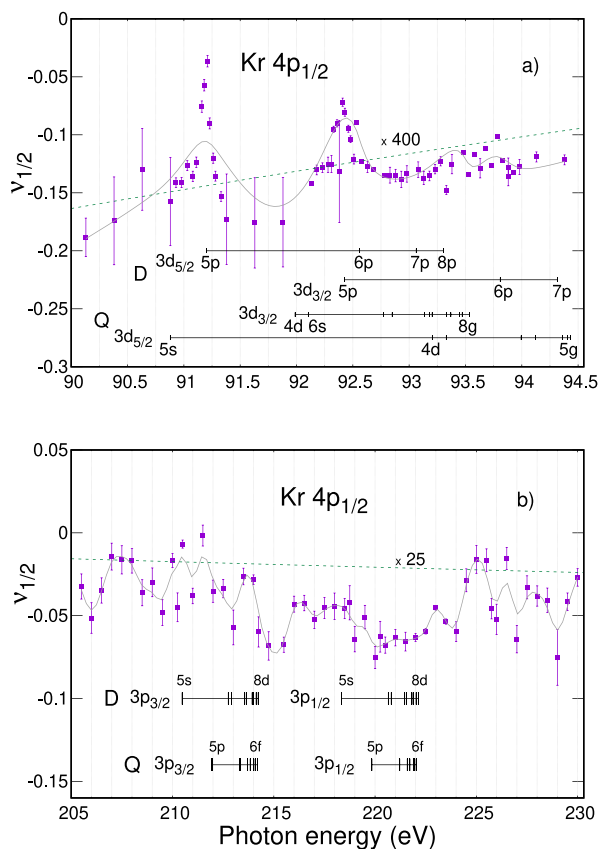 0
Kr 4p1/2
a)
-0.05
-0.1
× 400
ν1/2
-0.15
-0.2
D
3d5/2
5p
6p
7p
8p
3d3/2
5p
6p
7p
-0.25
Q
3d3/2
4d
6s
8g
3d5/2
5s
4d
5g
-0.3
90
90.5
91
91.5
92
92.5
93
93.5
94
94.5
0.05
Kr 4p1/2
b)
0
× 25
ν1/2
-0.05
5s
8d
5s
8d
-0.1
D
3p3/2
3p1/2
5p
6f
5p
6f
Q
3p3/2
3p1/2
-0.15
205
210
215
220
225
230
Photon energy (eV)